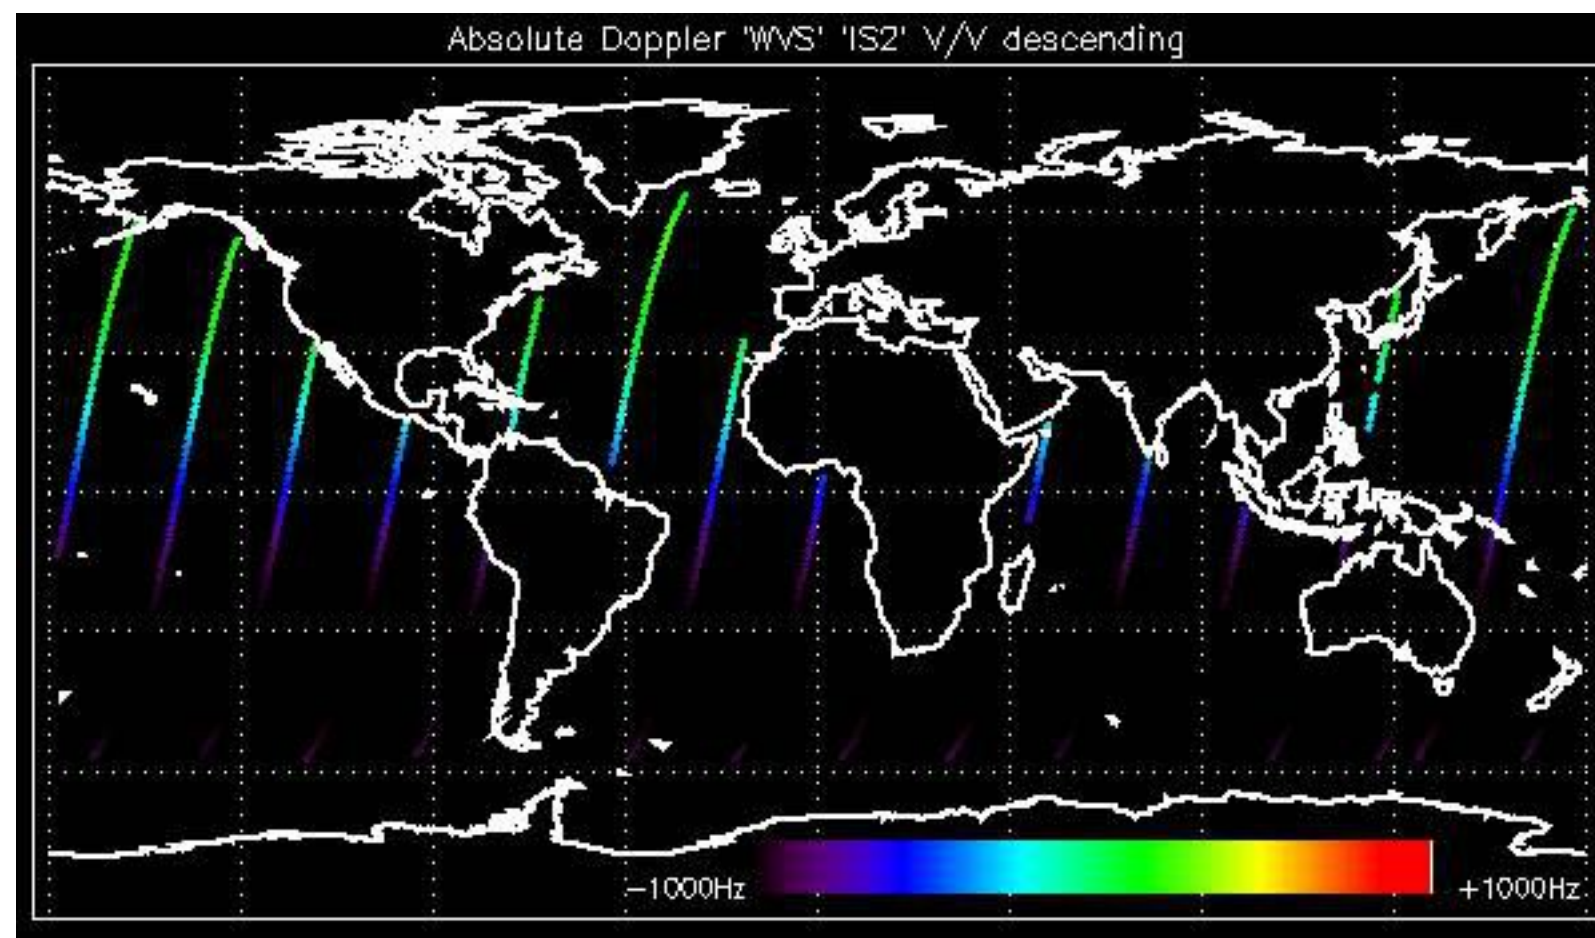 Absolute Doppler 'WVS' 'IS2' V/V descending
−1000Hz +1000Hz